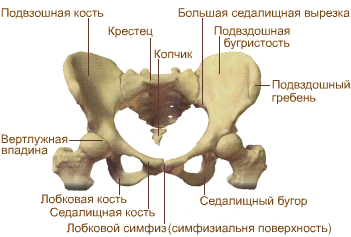 Подвзошная кость
Большая седалищная вырезка
Крестец
Подвздошная
бугристость
Копчик
Подвздошный
гребень
Вертлужная
впадина
Лобковая кость
Седалищная кость
Седалищный бугор
Лобковой симфиз (симфизиальня поверхность)